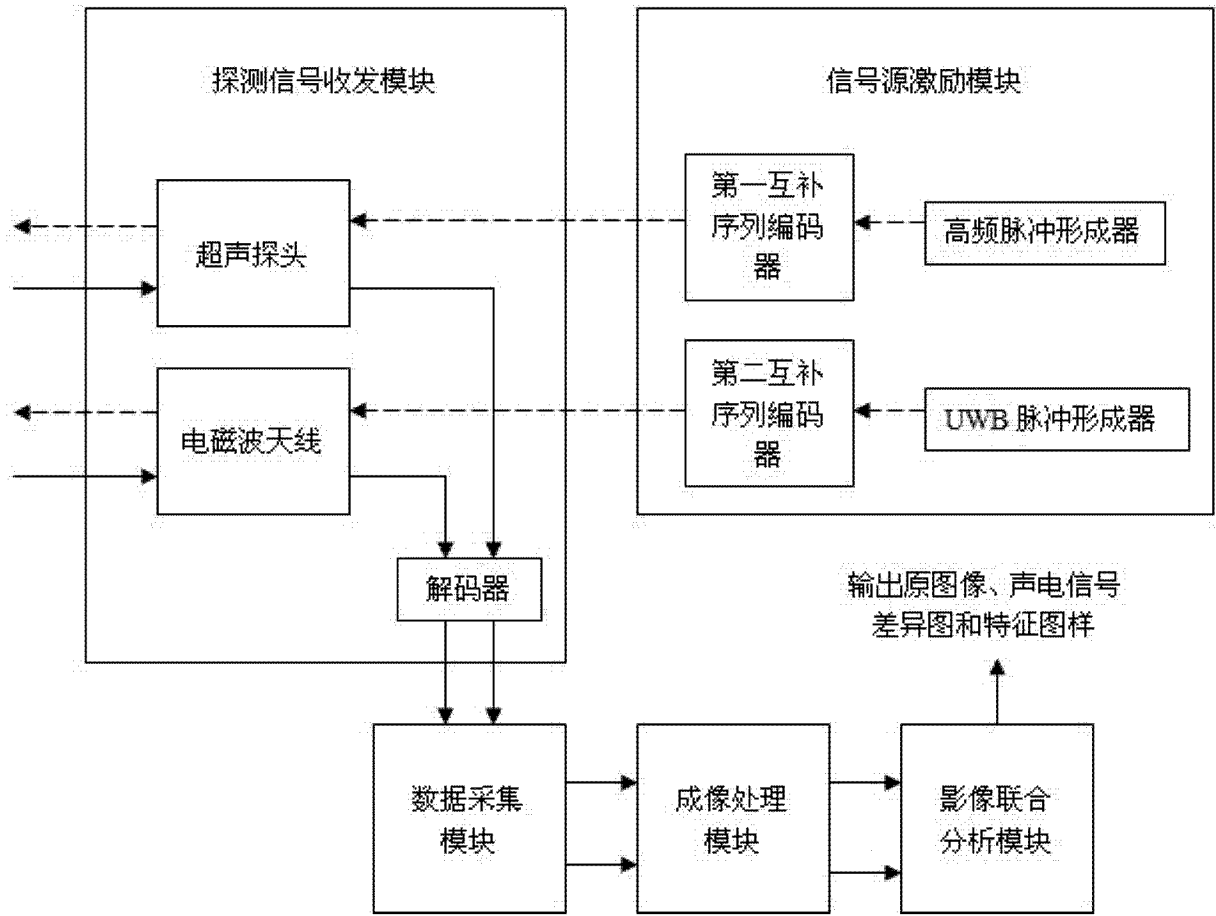 探测信号收发模块
信号源激励模块
第一互补
序列编码
器
高频脉冲形成器
超声探头
第二互补
序列编码
器
UWB 脉冲形成器
电磁波天线
解码器
输出原图像、声电信号
差异图和特征图样
数据采集
模块
成像处理
模块
影像联合
分析模块